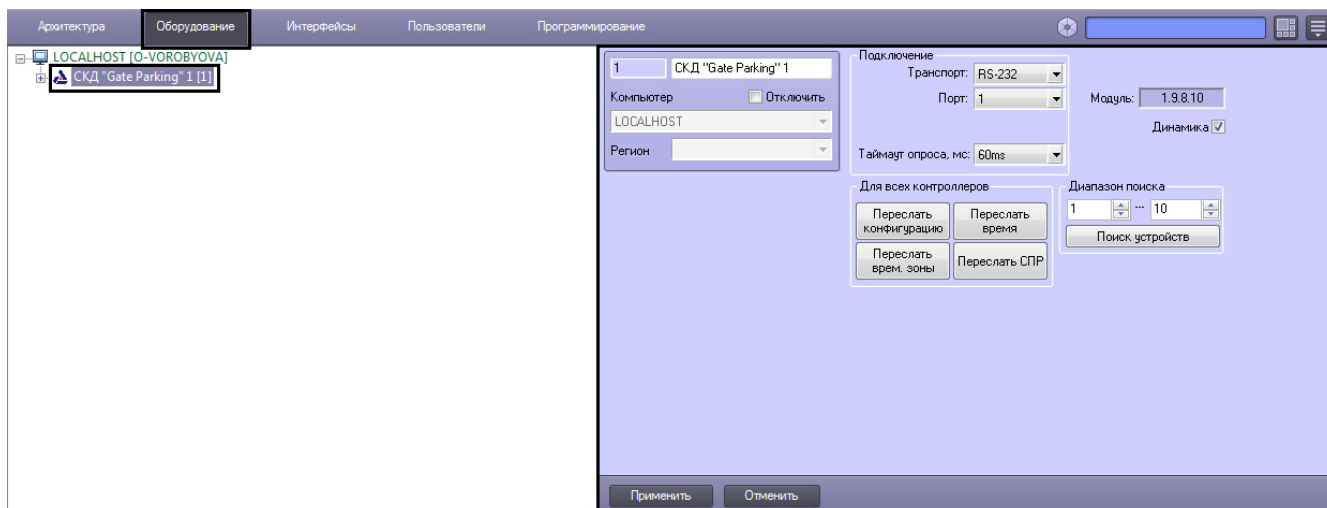 Архитектура Оборудование Интерфейсы Пользователи Программирование
LOCALHOST [O-VOROBYOVA]
СКД "Gate Parking" 1 [1]
1 СКД "Gate Parking" 1
Компьютер Отключить
LOCALHOST
Регион
Подключение
Транспорт: RS-232
Порт: 1
Таймаут опроса, мс: 60ms
Модуль: 1.9.8.10
Динамика
Для всех контроллеров
Переслать конфигурацию
Переслать время
Переслать врем. зоны
Переслать СПР
Диапазон поиска
1 ... 10
Поиск устройств
Применить Отменить